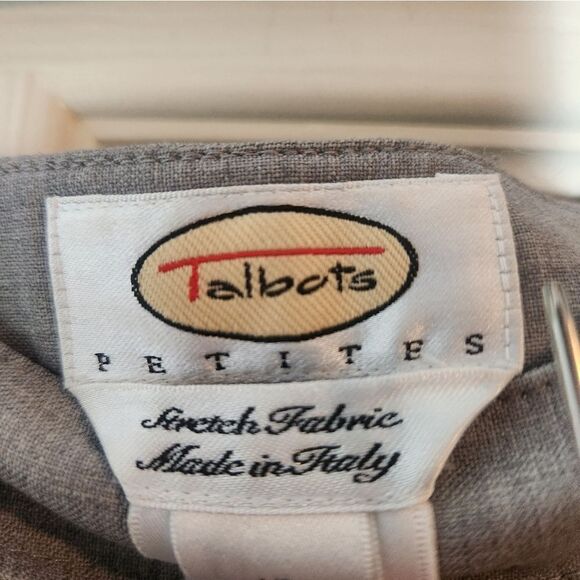 Talbots
PETITES
Stretch Fabric
Made in Italy